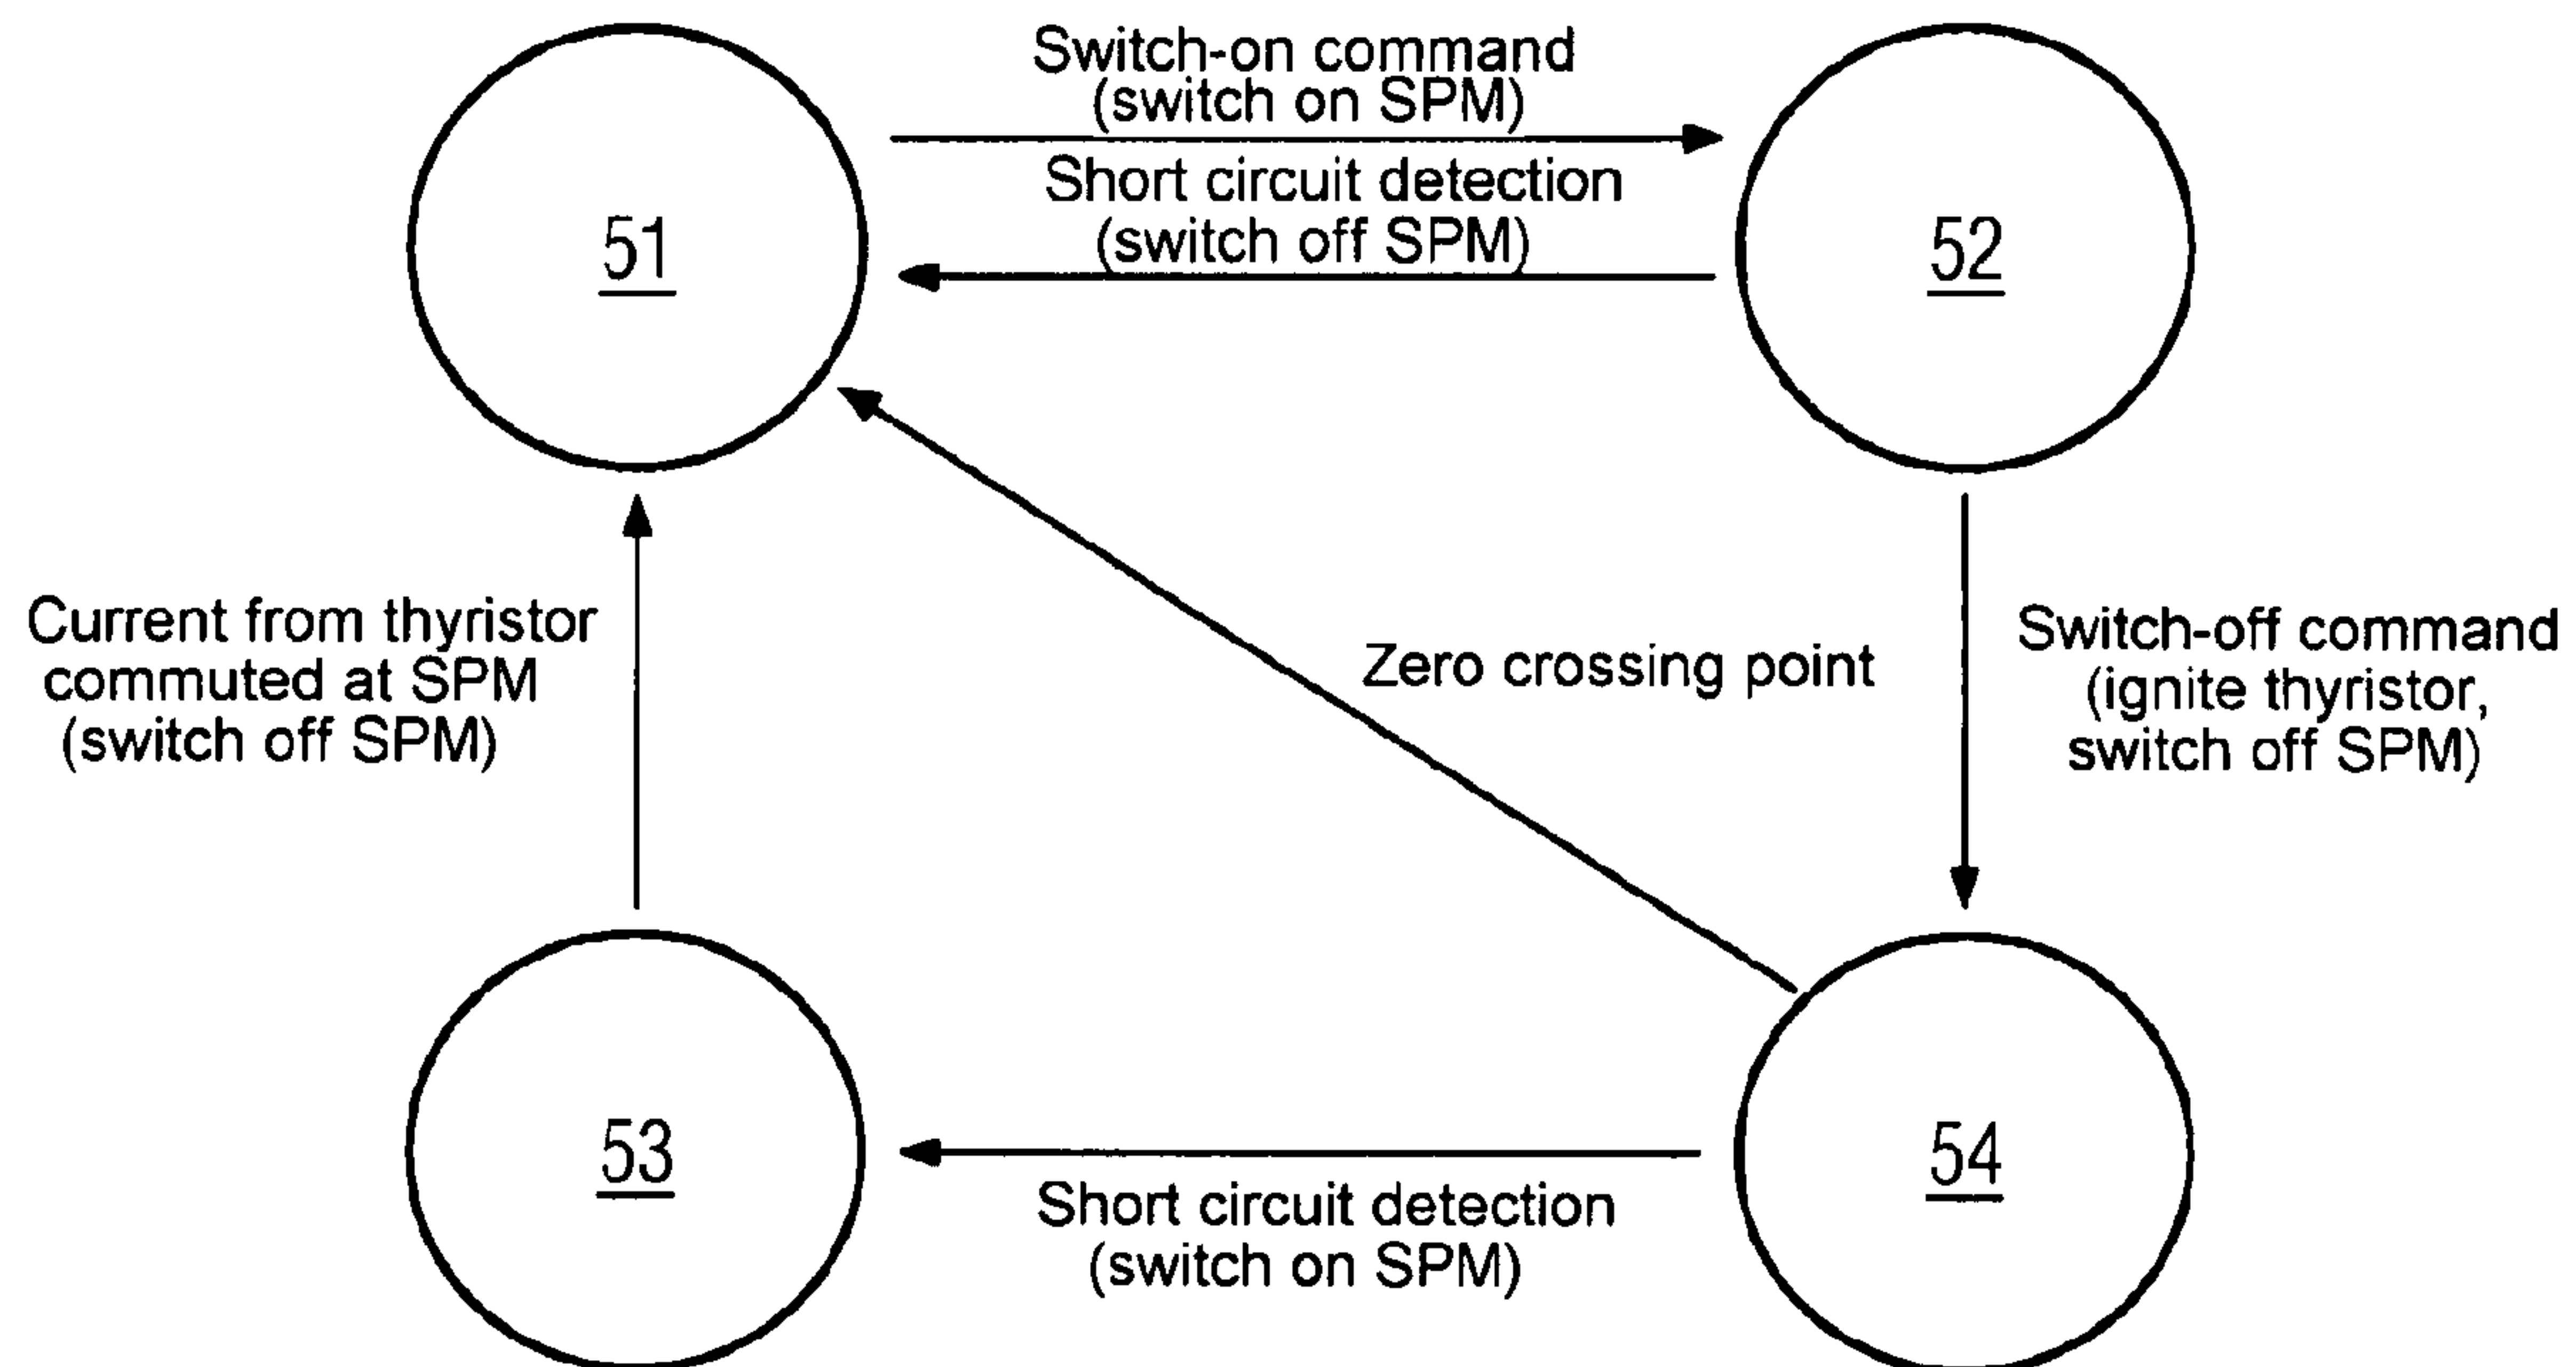 Switch-on command
(switch on SPM)
Short circuit detection
(switch off SPM)
51
52
Current from thyristor
commuted at SPM
(switch off SPM)
Zero crossing point
Switch-off command
(ignite thyristor,
switch off SPM)
53
54
Short circuit detection
(switch on SPM)